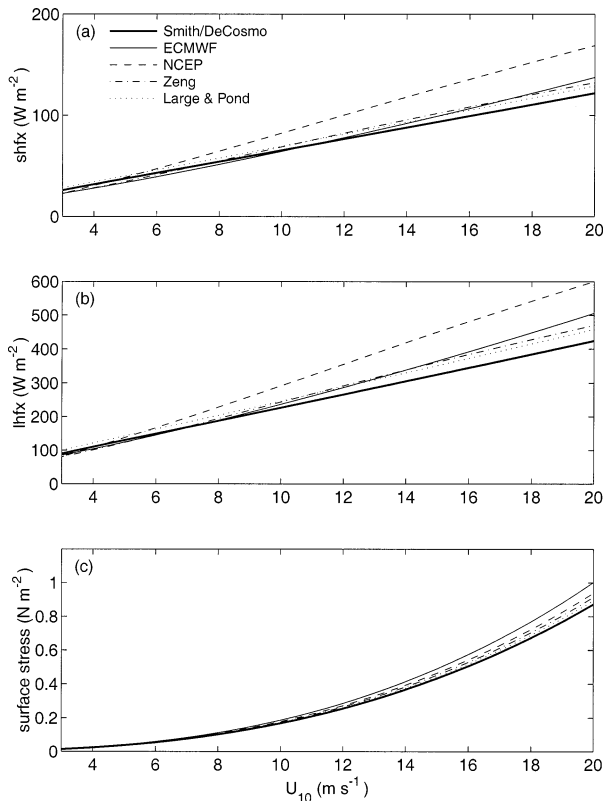 (a)
Smith/DeCosmo
ECMWF
NCEP
Zeng
Large & Pond
shfx (W m⁻²)
200
100
0
4 6 8 10 12 14 16 18 20
(b)
lhfx (W m⁻²)
600
500
400
300
200
100
0
4 6 8 10 12 14 16 18 20
(c)
surface stress (N m⁻²)
1
0.8
0.6
0.4
0.2
0
4 6 8 10 12 14 16 18 20
U₁₀ (m s⁻¹)